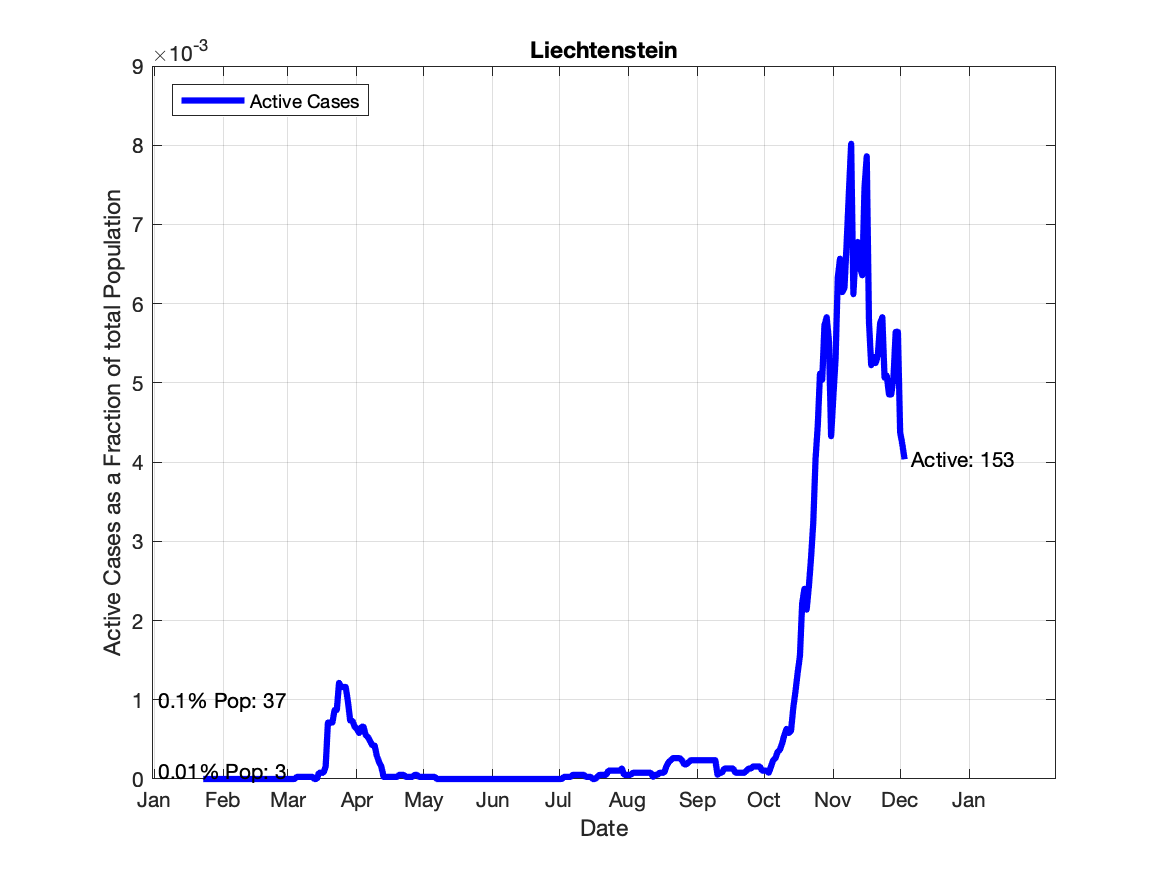 Liechtenstein
×10-3
Active Cases
9
8
7
6
5
4
3
2
1
0
Active Cases as a Fraction of total Population
Active: 153
0.1% Pop: 37
0.01% Pop: 3
Jan Feb Mar Apr May Jun Jul Aug Sep Oct Nov Dec Jan
Date